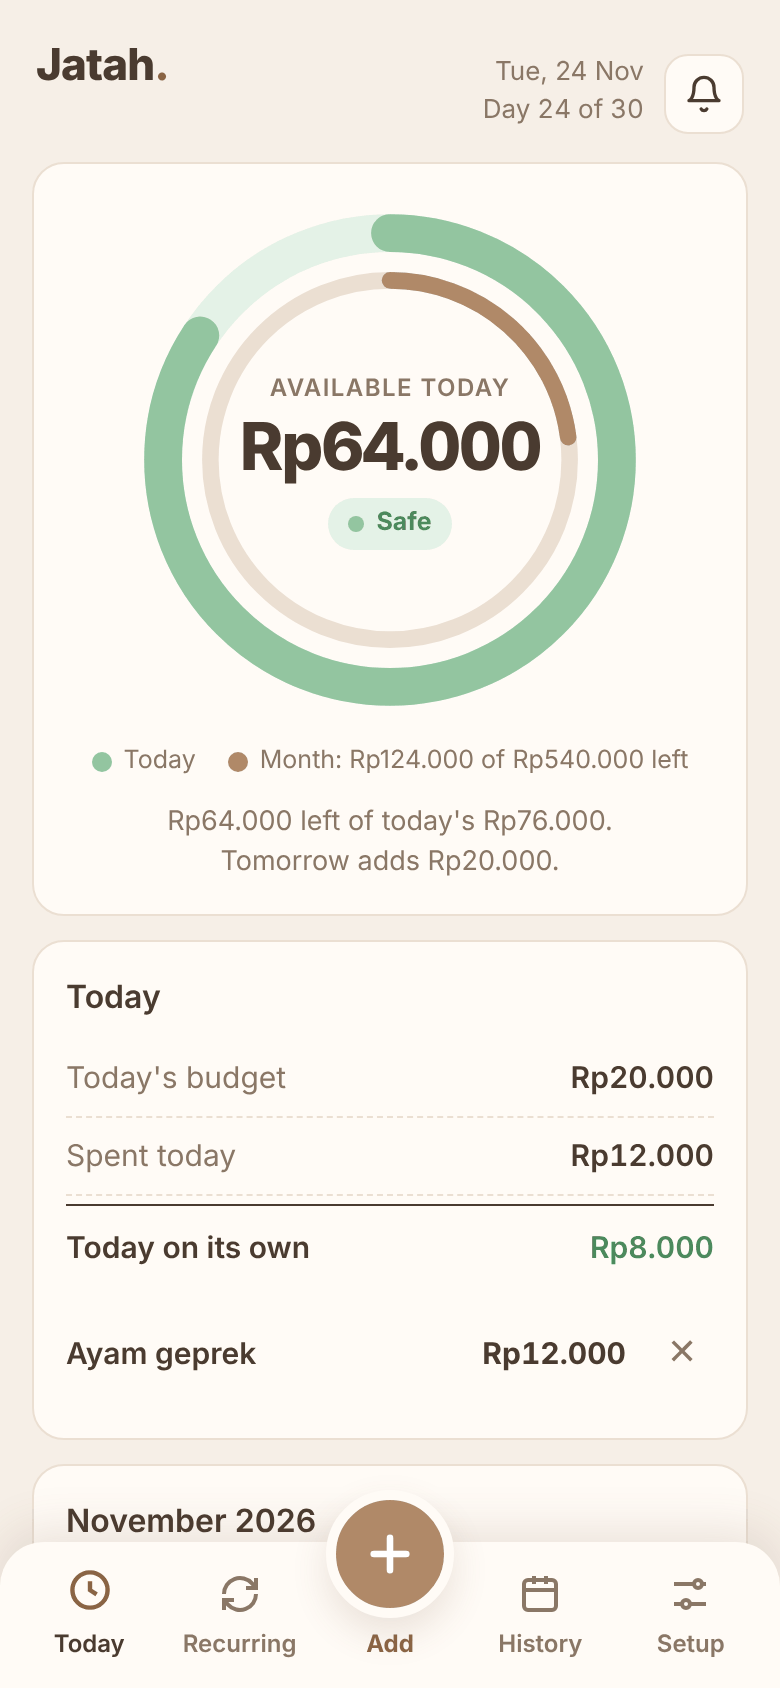 Jatah.
Tue, 24 Nov
Day 24 of 30
AVAILABLE TODAY
Rp64.000
Safe
Today
Month: Rp124.000 of Rp540.000 left
Rp64.000 left of today's Rp76.000.
Tomorrow adds Rp20.000.
Today
Today's budget Rp20.000
Spent today Rp12.000
Today on its own Rp8.000
Ayam geprek Rp12.000
November 2026
Today
Recurring
Add
History
Setup